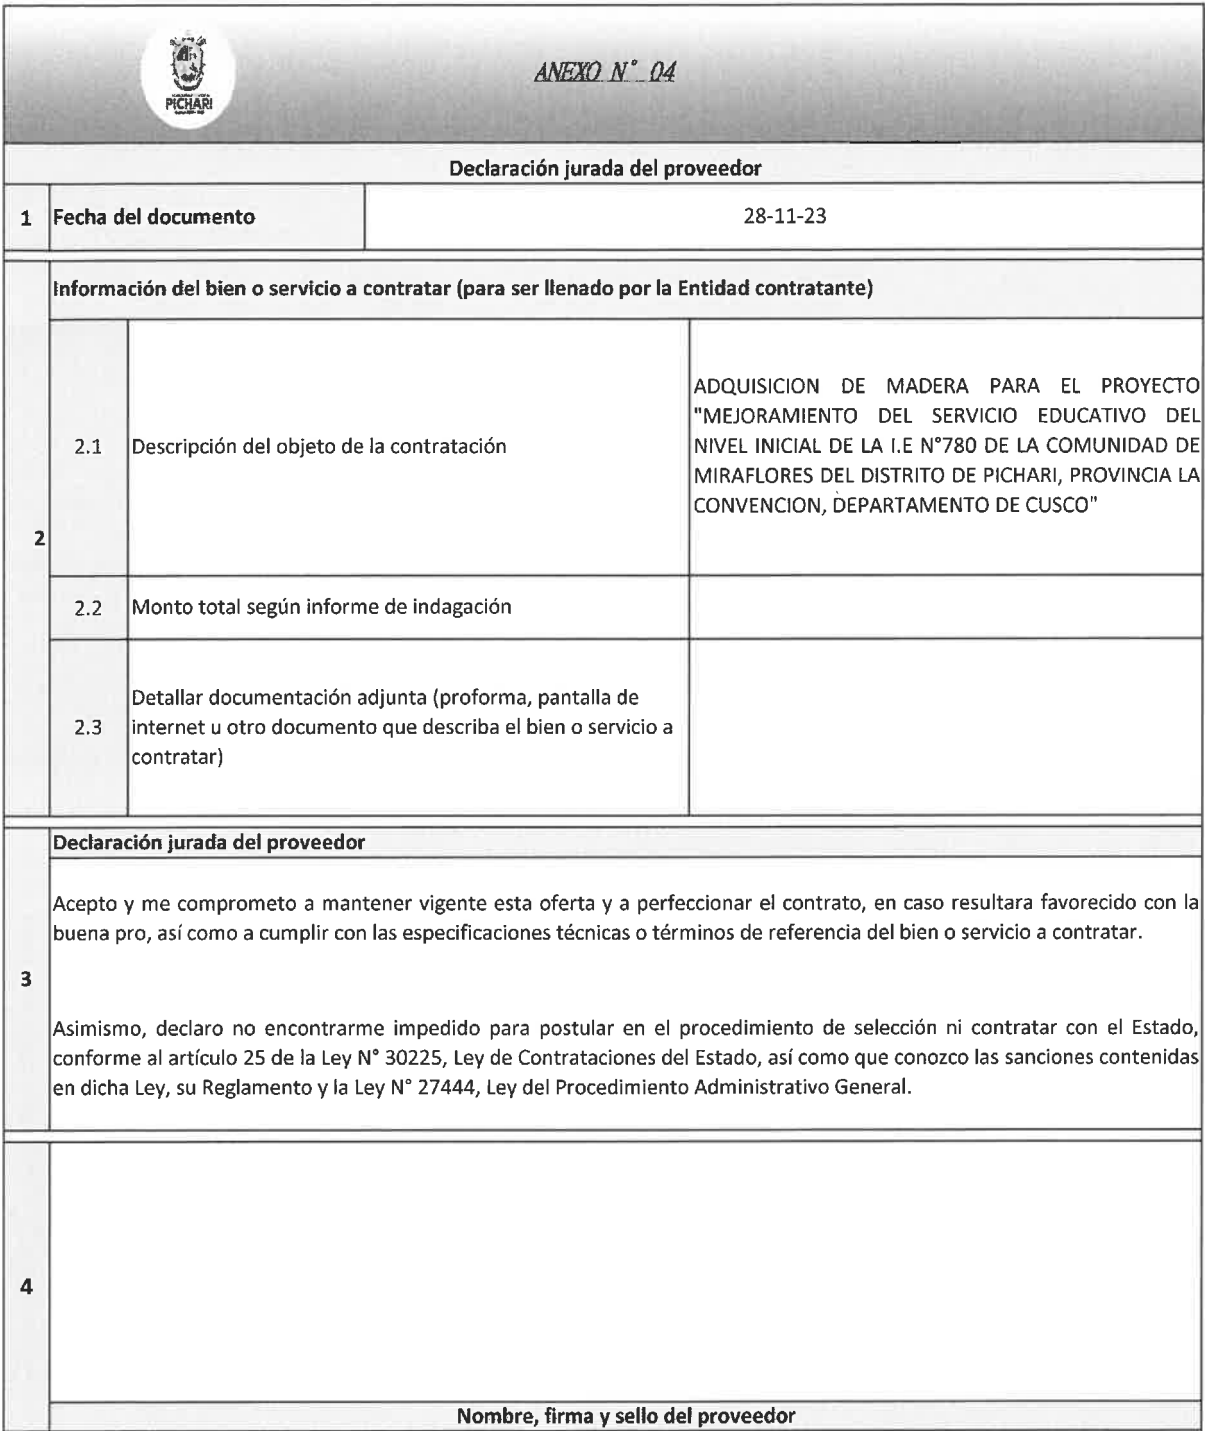 PICHARI
ANEXO N° 04
Declaración jurada del proveedor
1 Fecha del documento 28-11-23
Información del bien o servicio a contratar (para ser llenado por la Entidad contratante)
2
2.1 Descripción del objeto de la contratación
ADQUISICION DE MADERA PARA EL PROYECTO
"MEJORAMIENTO DEL SERVICIO EDUCATIVO DEL
NIVEL INICIAL DE LA I.E N°780 DE LA COMUNIDAD DE
MIRAFLORES DEL DISTRITO DE PICHARI, PROVINCIA LA
CONVENCION, DEPARTAMENTO DE CUSCO"
2.2 Monto total según informe de indagación
2.3
Detallar documentación adjunta (proforma, pantalla de
internet u otro documento que describa el bien o servicio a
contratar)
Declaración jurada del proveedor
3
Acepto y me comprometo a mantener vigente esta oferta y a perfeccionar el contrato, en caso resultara favorecido con la
buena pro, así como a cumplir con las especificaciones técnicas o términos de referencia del bien o servicio a contratar.
Asimismo, declaro no encontrarme impedido para postular en el procedimiento de selección ni contratar con el Estado,
conforme al artículo 25 de la Ley N° 30225, Ley de Contrataciones del Estado, así como que conozco las sanciones contenidas
en dicha Ley, su Reglamento y la Ley N° 27444, Ley del Procedimiento Administrativo General.
4
Nombre, firma y sello del proveedor